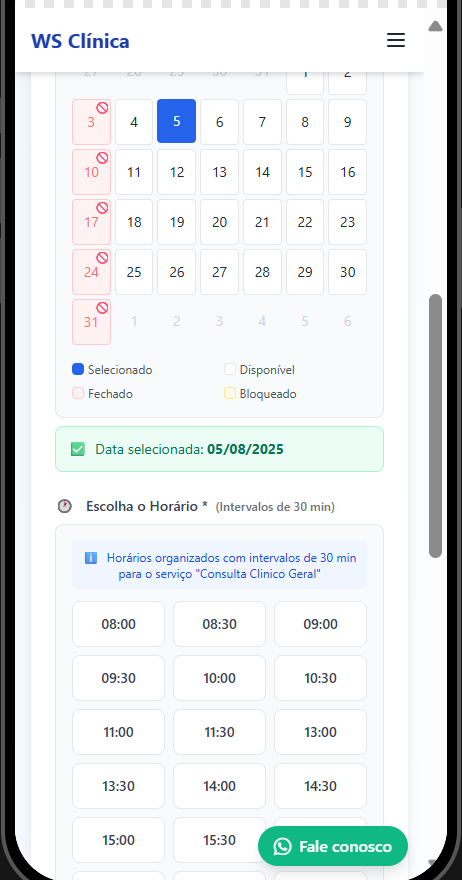 WS Clínica
27 28 29 30 31 1 2
3 4 5 6 7 8 9
10 11 12 13 14 15 16
17 18 19 20 21 22 23
24 25 26 27 28 29 30
31 1 2 3 4 5 6
Selecionado Disponível
Fechado Bloqueado
Data selecionada: 05/08/2025
Escolha o Horário * (Intervalos de 30 min)
Horários organizados com intervalos de 30 min
para o serviço "Consulta Clinico Geral"
08:00 08:30 09:00
09:30 10:00 10:30
11:00 11:30 13:00
13:30 14:00 14:30
15:00 15:30
Fale conosco